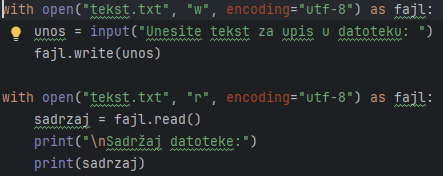 with open("tekst.txt", "w", encoding="utf-8") as fajl:
    unos = input("Unesite tekst za upis u datoteku: ")
    fajl.write(unos)

with open("tekst.txt", "r", encoding="utf-8") as fajl:
    sadrzaj = fajl.read()
    print("\nSadržaj datoteke:")
    print(sadrzaj)